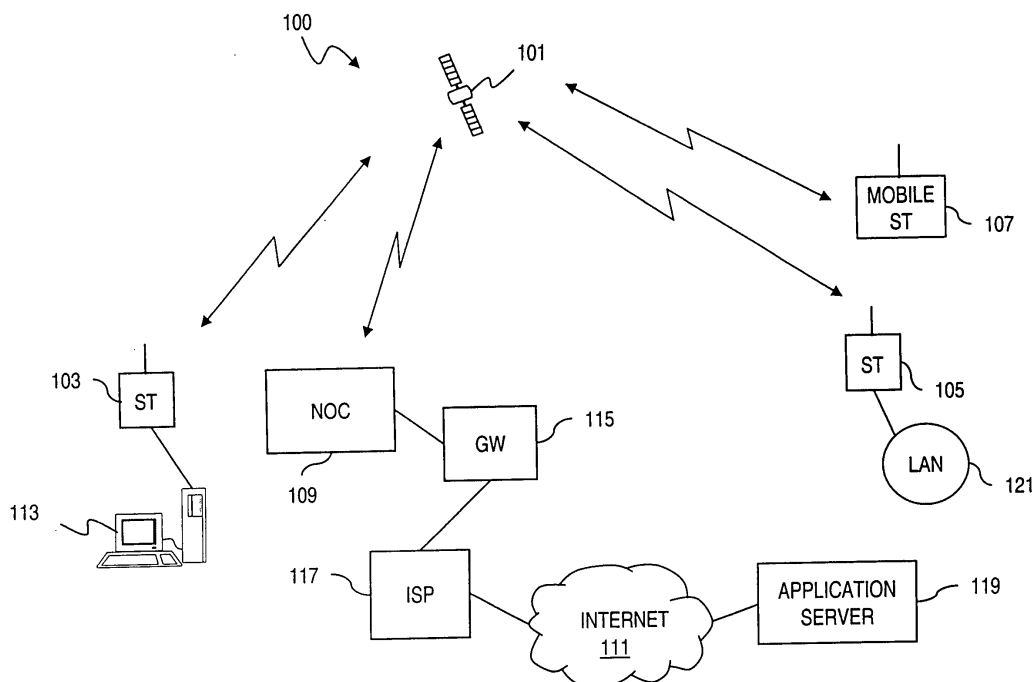 100
101
MOBILE
ST
107
103
ST
NOC
109
GW
115
ST
105
LAN
121
113
117
ISP
INTERNET
111
APPLICATION
SERVER
119